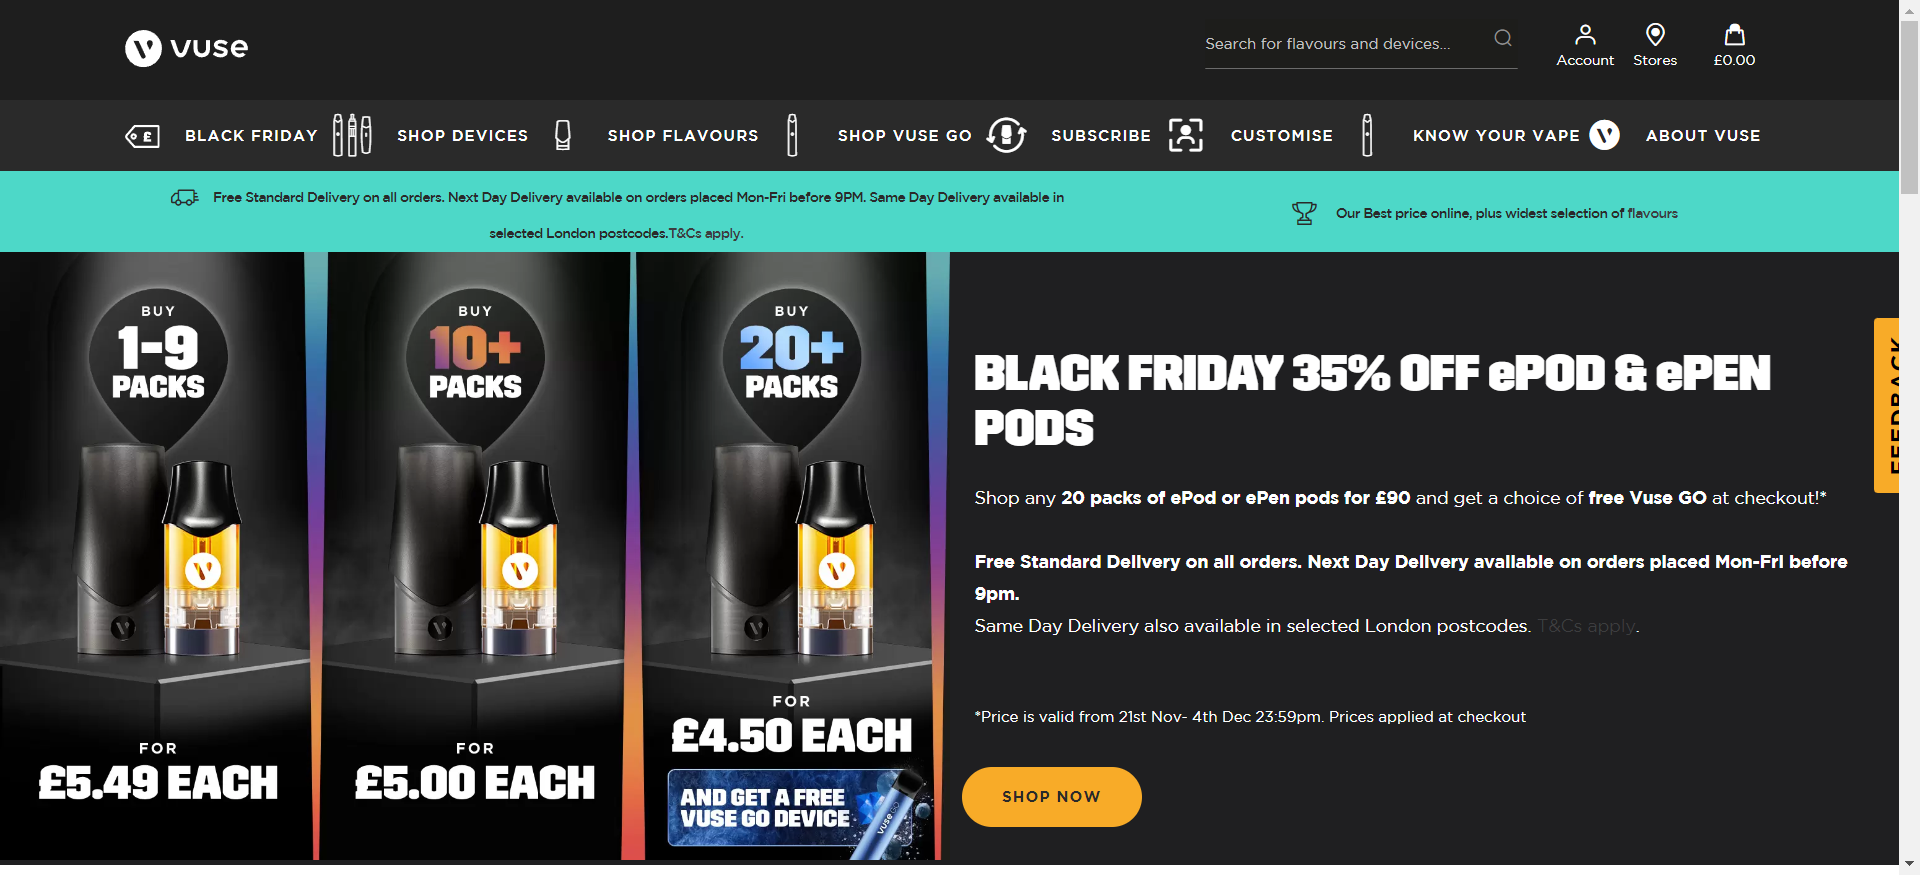 vuse
Search for flavours and devices...
Account
Stores
£0.00
£
BLACK FRIDAY
SHOP DEVICES
SHOP FLAVOURS
SHOP VUSE GO
SUBSCRIBE
CUSTOMISE
KNOW YOUR VAPE
ABOUT VUSE
Free Standard Delivery on all orders. Next Day Delivery available on orders placed Mon-Fri before 9PM. Same Day Delivery available in
selected London postcodes.T&Cs apply.
Our Best price online, plus widest selection of flavours
BUY
1-9
PACKS
FOR
£5.49 EACH
BUY
10+
PACKS
FOR
£5.00 EACH
BUY
20+
PACKS
FOR
£4.50 EACH
AND GET A FREE
VUSE GO DEVICE
vuse GO
BLACK FRIDAY 35% OFF ePOD & ePEN
PODS
Shop any 20 packs of ePod or ePen pods for £90 and get a choice of free Vuse GO at checkout!*
Free Standard Delivery on all orders. Next Day Delivery available on orders placed Mon-Fri before
9pm.
Same Day Delivery also available in selected London postcodes. T&Cs apply.
*Price is valid from 21st Nov- 4th Dec 23:59pm. Prices applied at checkout
SHOP NOW
FEEDBACK